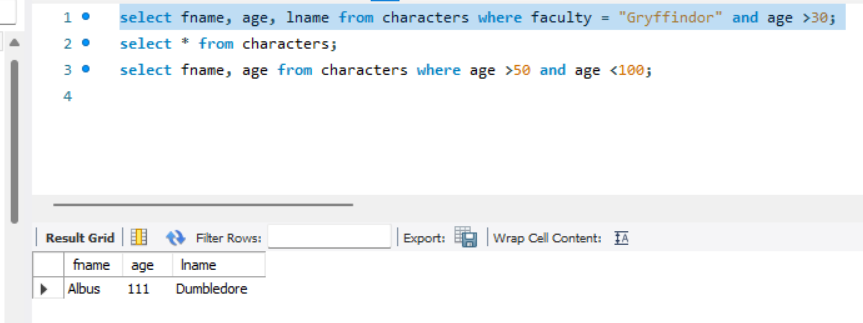 1 select fname, age, lname from characters where faculty = "Gryffindor" and age >30;
2 select * from characters;
3 select fname, age from characters where age >50 and age <100;
4
Result Grid Filter Rows: Export: Wrap Cell Content: IA
fname age lname
Albus 111 Dumbledore